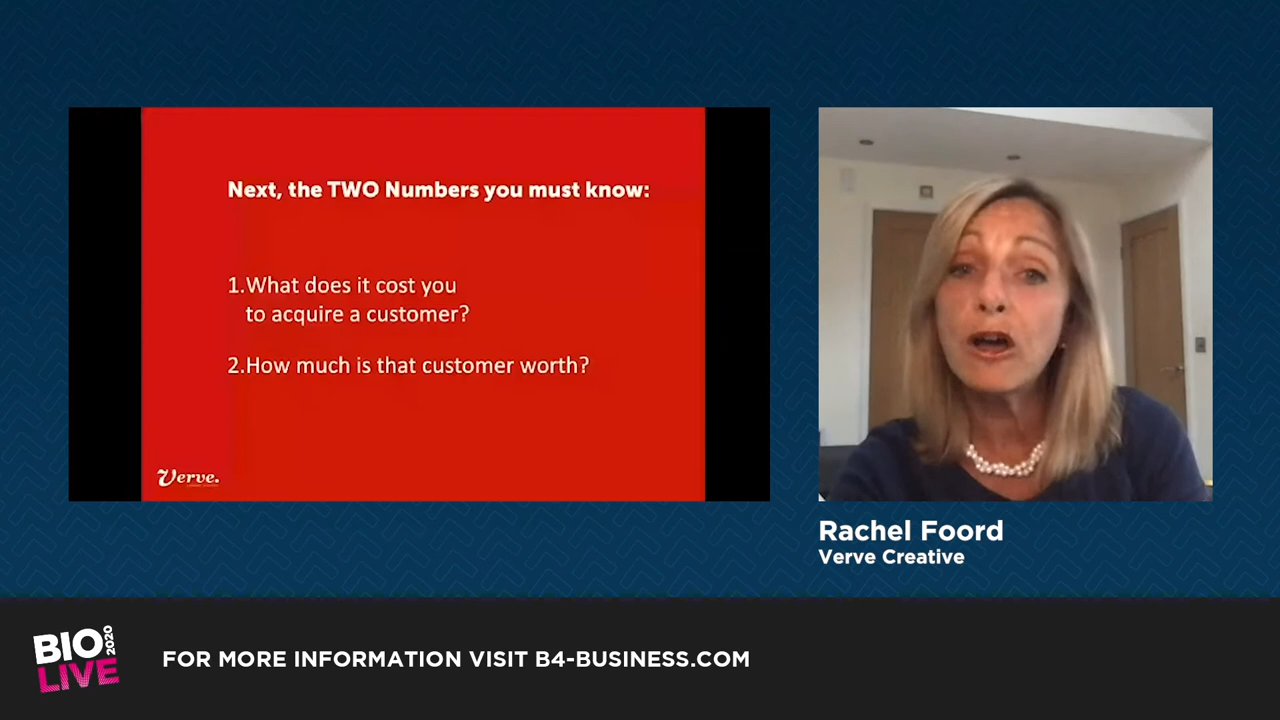 Next, the TWO Numbers you must know:
1.What does it cost you
to acquire a customer?
2.How much is that customer worth?
Verve.
Rachel Foord
Verve Creative
BIO 2020
LIVE
FOR MORE INFORMATION VISIT B4-BUSINESS.COM